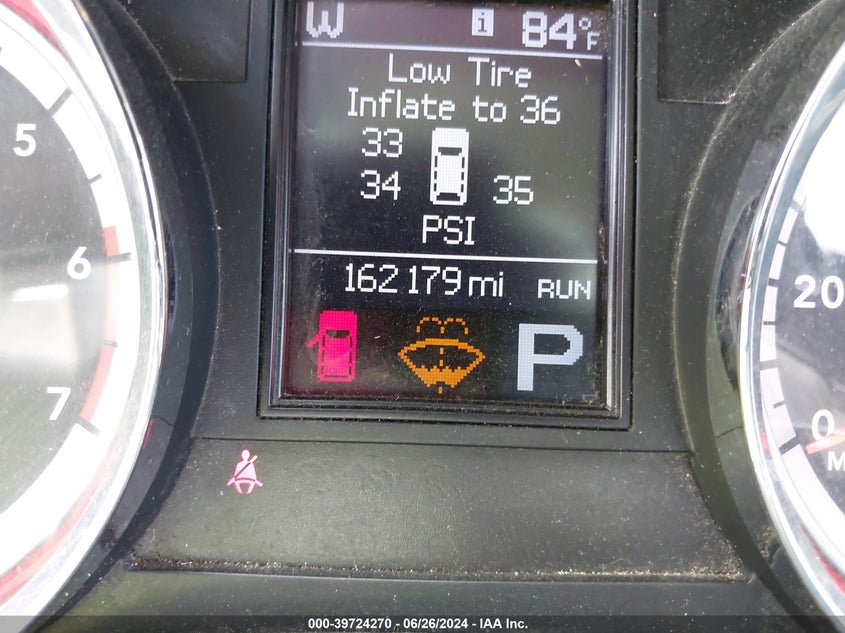 W i 84°F
Low Tire
Inflate to 36
33
34 35
PSI
162179 mi RUN
P
5
6
7
20
0
M
000-39724270 - 06/26/2024 - IAA Inc.